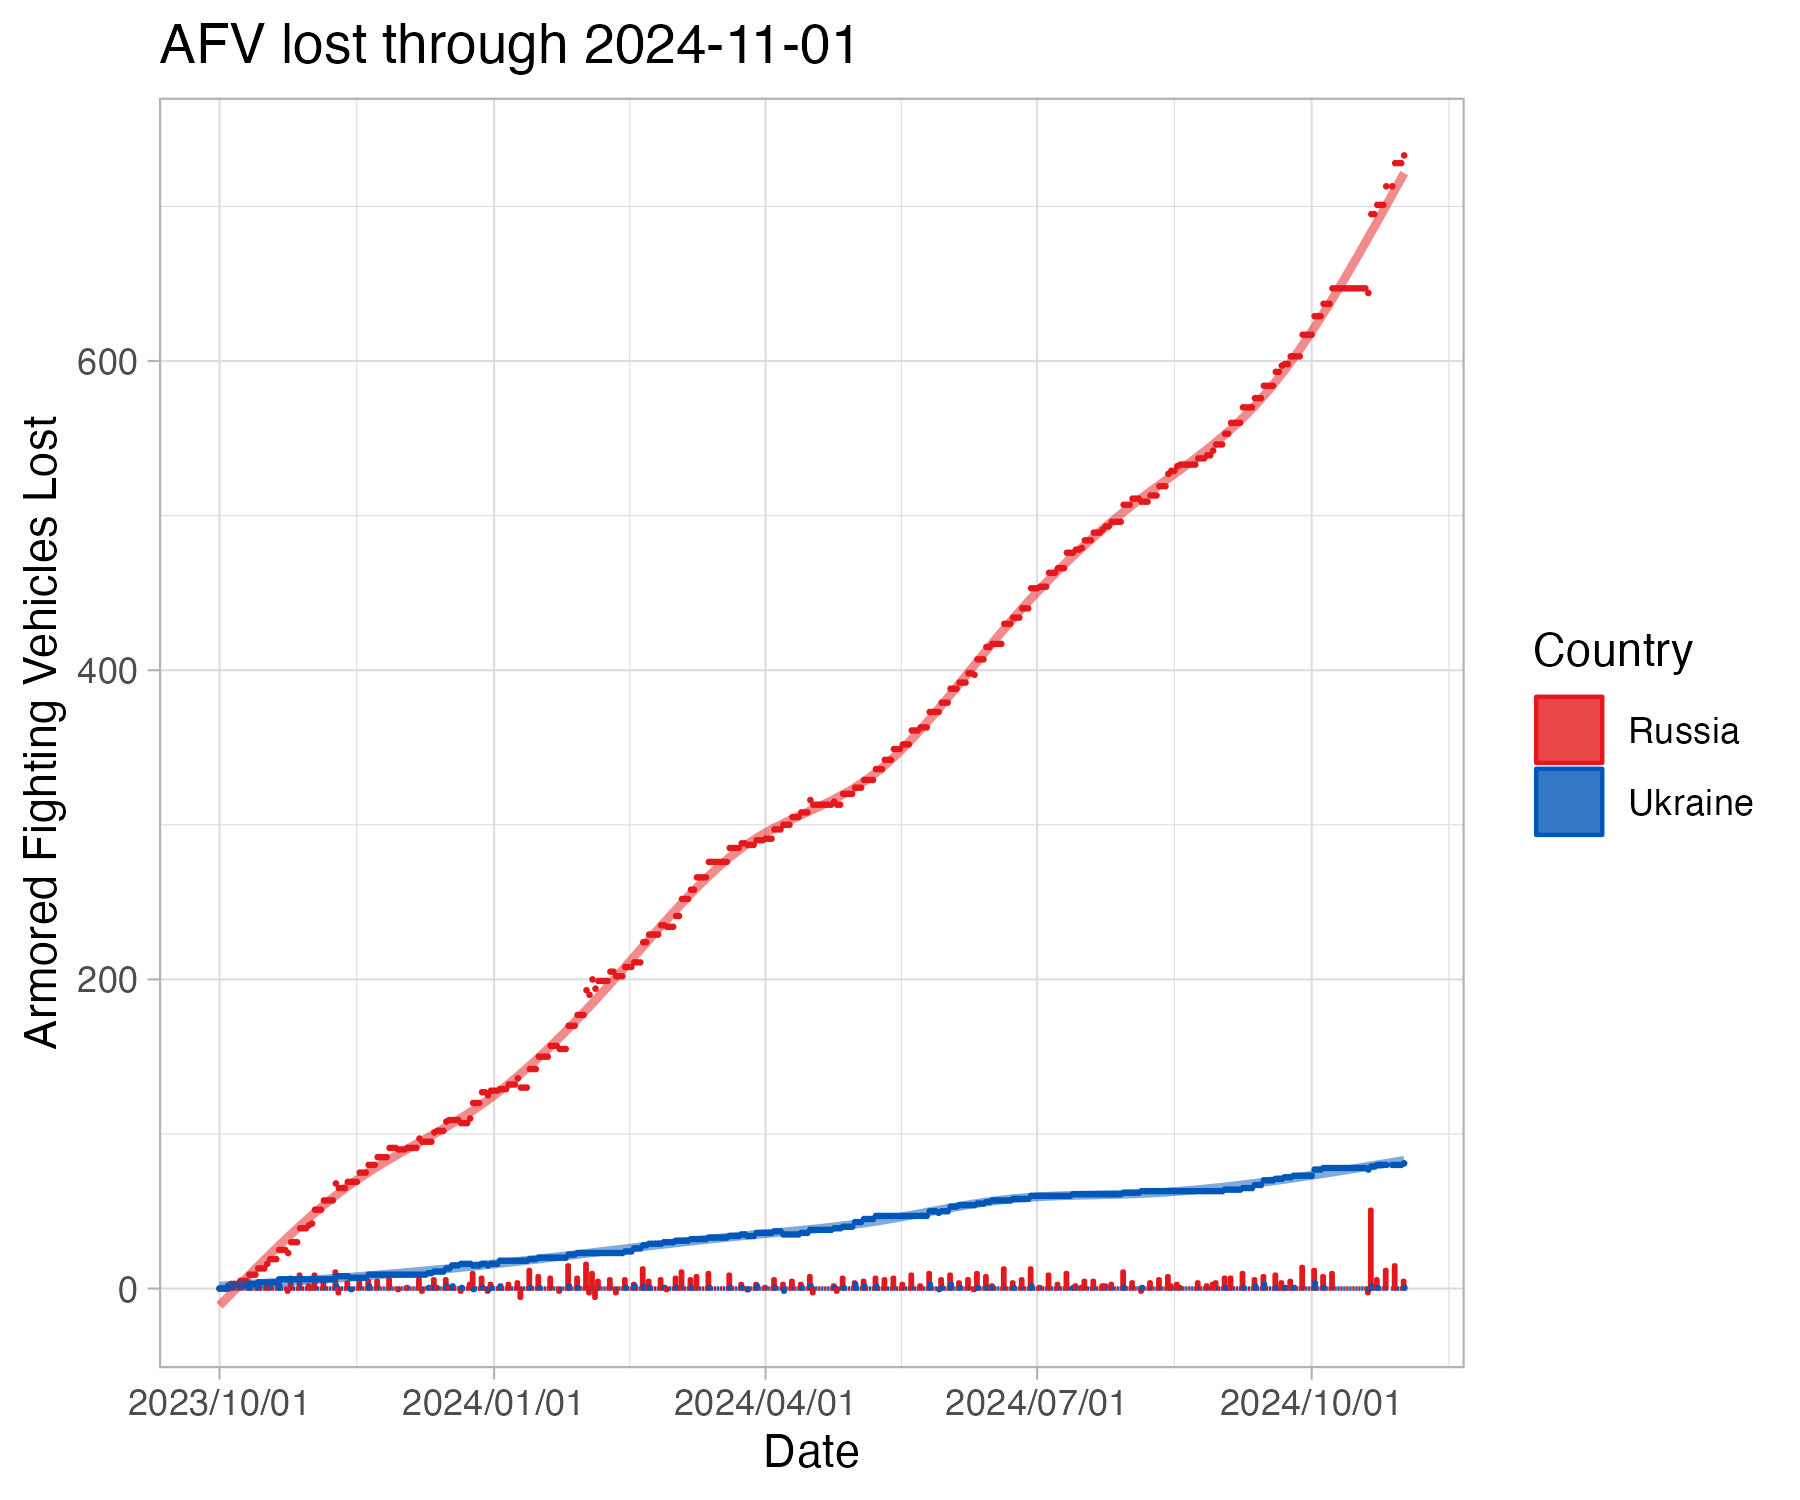 AFV lost through 2024-11-01
Armored Fighting Vehicles Lost
600
400
200
0
2023/10/01 2024/01/01 2024/04/01 2024/07/01 2024/10/01
Date
Country
Russia
Ukraine